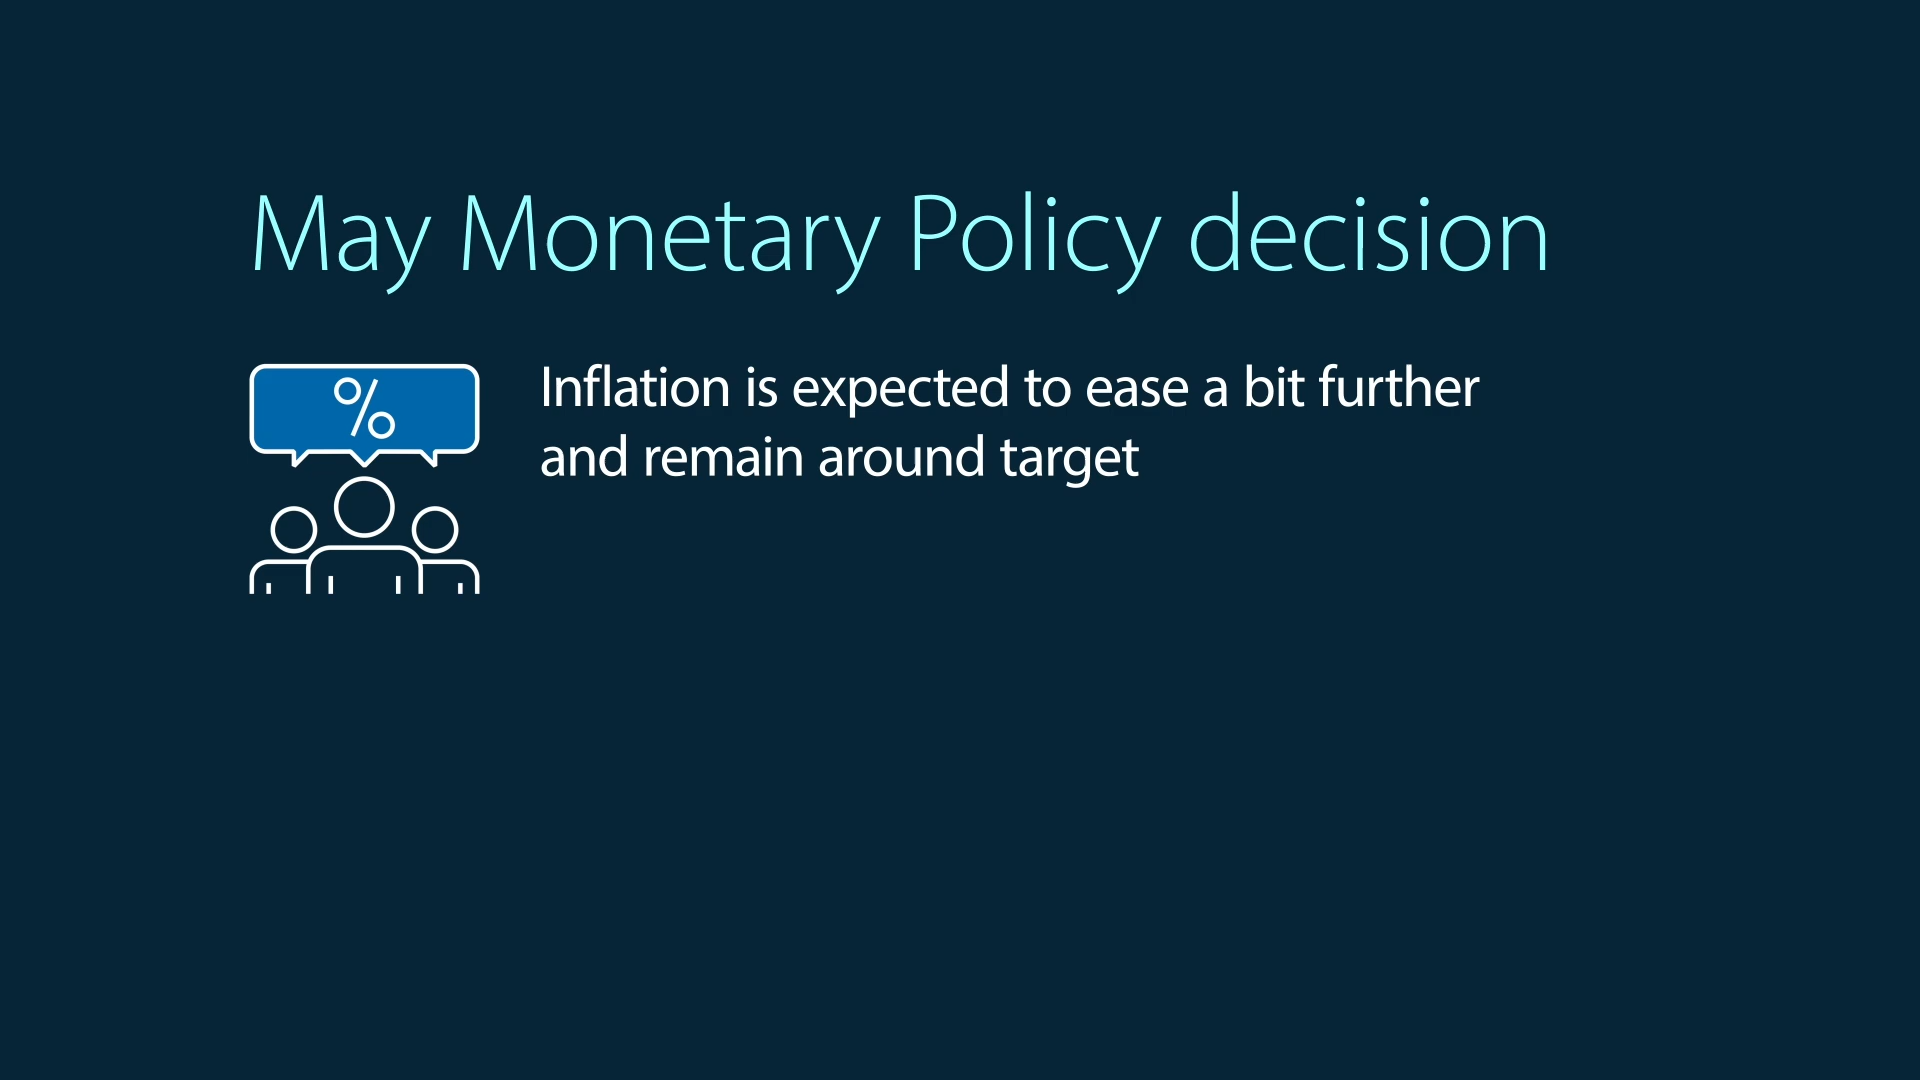 May Monetary Policy decision
%
Inflation is expected to ease a bit further
and remain around target